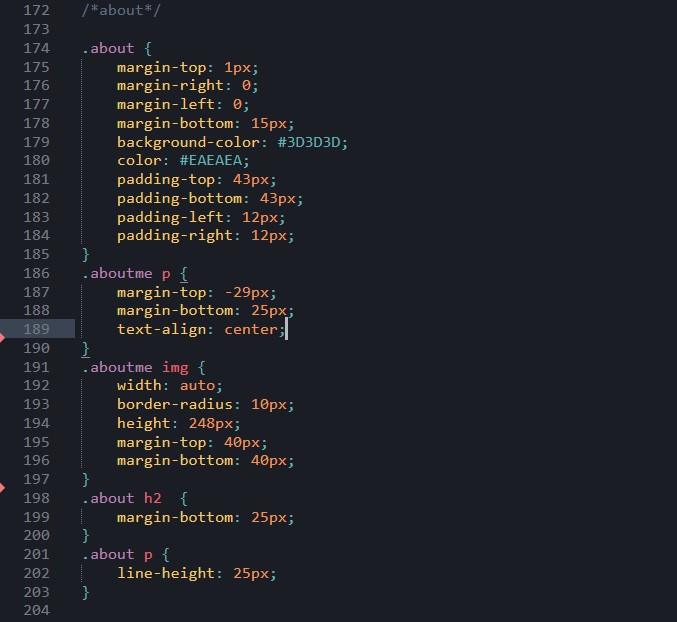 172 /*about*/
173
174 .about {
175 margin-top: 1px;
176 margin-right: 0;
177 margin-left: 0;
178 margin-bottom: 15px;
179 background-color: #3D3D3D;
180 color: #EAEAEA;
181 padding-top: 43px;
182 padding-bottom: 43px;
183 padding-left: 12px;
184 padding-right: 12px;
185 }
186 .aboutme p {
187 margin-top: -29px;
188 margin-bottom: 25px;
189 text-align: center;
190 }
191 .aboutme img {
192 width: auto;
193 border-radius: 10px;
194 height: 248px;
195 margin-top: 40px;
196 margin-bottom: 40px;
197 }
198 .about h2  {
199 margin-bottom: 25px;
200 }
201 .about p {
202 line-height: 25px;
203 }
204